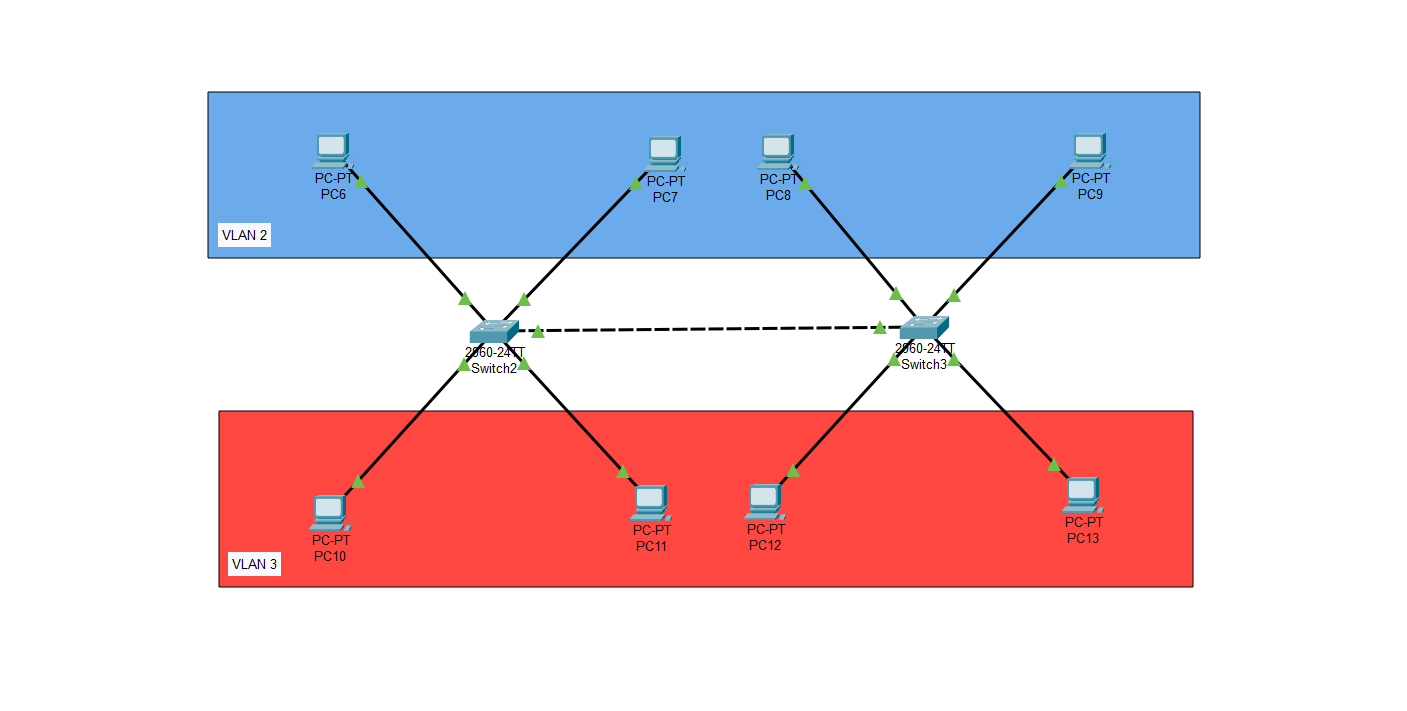 PC-PT
PC6
PC-PT
PC7
PC-PT
PC8
PC-PT
PC9
VLAN 2
2960-24TT
Switch2
2960-24TT
Switch3
PC-PT
PC10
PC-PT
PC11
PC-PT
PC12
PC-PT
PC13
VLAN 3